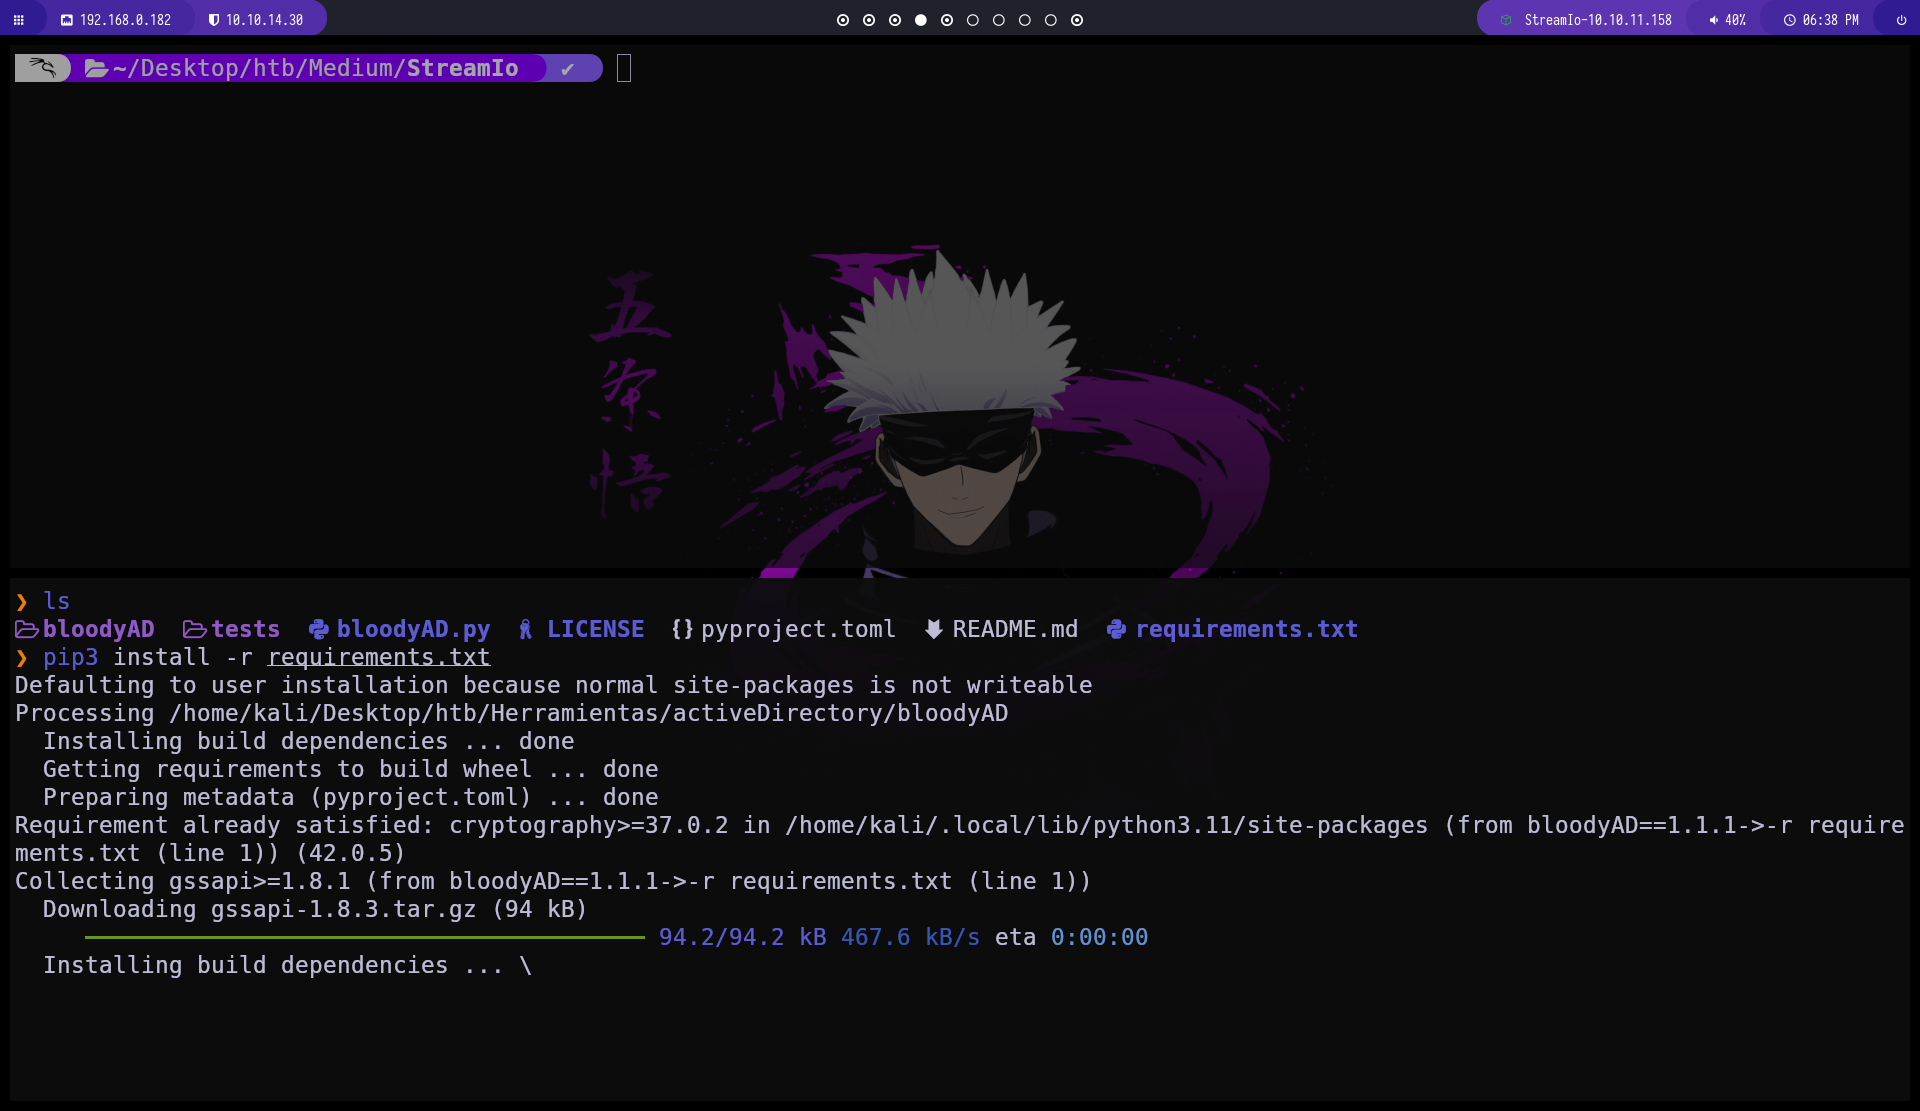 192.168.0.182 10.10.14.30 StreamIo-10.10.11.158 40% 06:38 PM
~/Desktop/htb/Medium/StreamIo ✔
五
条
悟
❯ ls
bloodyAD tests bloodyAD.py LICENSE {} pyproject.toml README.md requirements.txt
❯ pip3 install -r requirements.txt
Defaulting to user installation because normal site-packages is not writeable
Processing /home/kali/Desktop/htb/Herramientas/activeDirectory/bloodyAD
Installing build dependencies ... done
Getting requirements to build wheel ... done
Preparing metadata (pyproject.toml) ... done
Requirement already satisfied: cryptography>=37.0.2 in /home/kali/.local/lib/python3.11/site-packages (from bloodyAD==1.1.1->-r require
ments.txt (line 1)) (42.0.5)
Collecting gssapi>=1.8.1 (from bloodyAD==1.1.1->-r requirements.txt (line 1))
Downloading gssapi-1.8.3.tar.gz (94 kB)
94.2/94.2 kB 467.6 kB/s eta 0:00:00
Installing build dependencies ... \